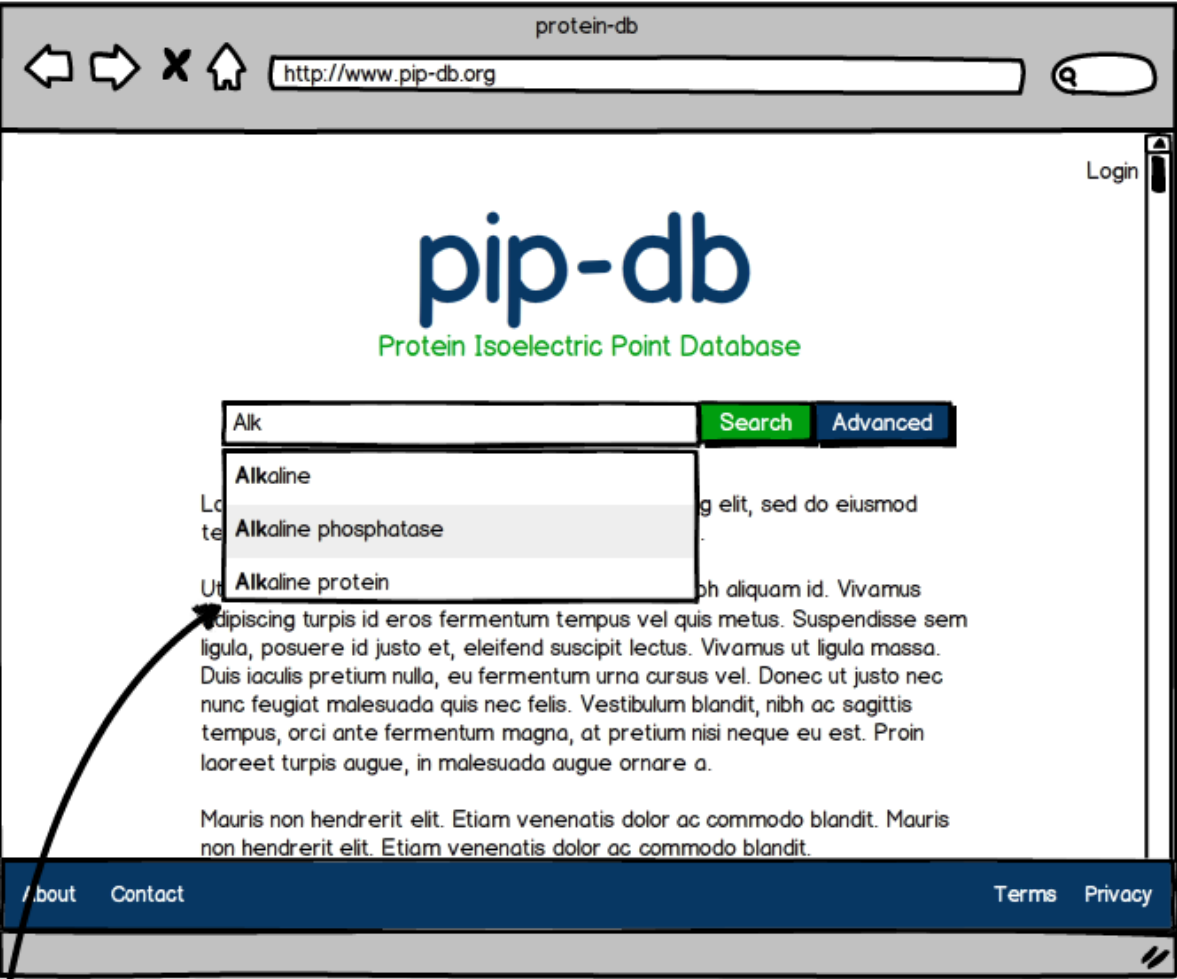 protein-db
http://www.pip-db.org
Login
pip-db
Protein Isoelectric Point Database
Alk
Search
Advanced
Alkaline
g elit, sed do eiusmod
Alkaline phosphatase
Alkaline protein
aliquam id. Vivamus
adipiscing turpis id eros fermentum tempus vel quis metus. Suspendisse sem
ligula, posuere id justo et, eleifend suscipit lectus. Vivamus ut ligula massa.
Duis iaculis pretium nulla, eu fermentum urna cursus vel. Donec ut justo nec
nunc feugiat malesuada quis nec felis. Vestibulum blandit, nibh ac sagittis
tempus, orci ante fermentum magna, at pretium nisi neque eu est. Proin
laoreet turpis augue, in malesuada augue ornare a.
Mauris non hendrerit elit. Etiam venenatis dolor ac commodo blandit. Mauris
non hendrerit elit. Etiam venenatis dolor ac commodo blandit.
About
Contact
Terms
Privacy